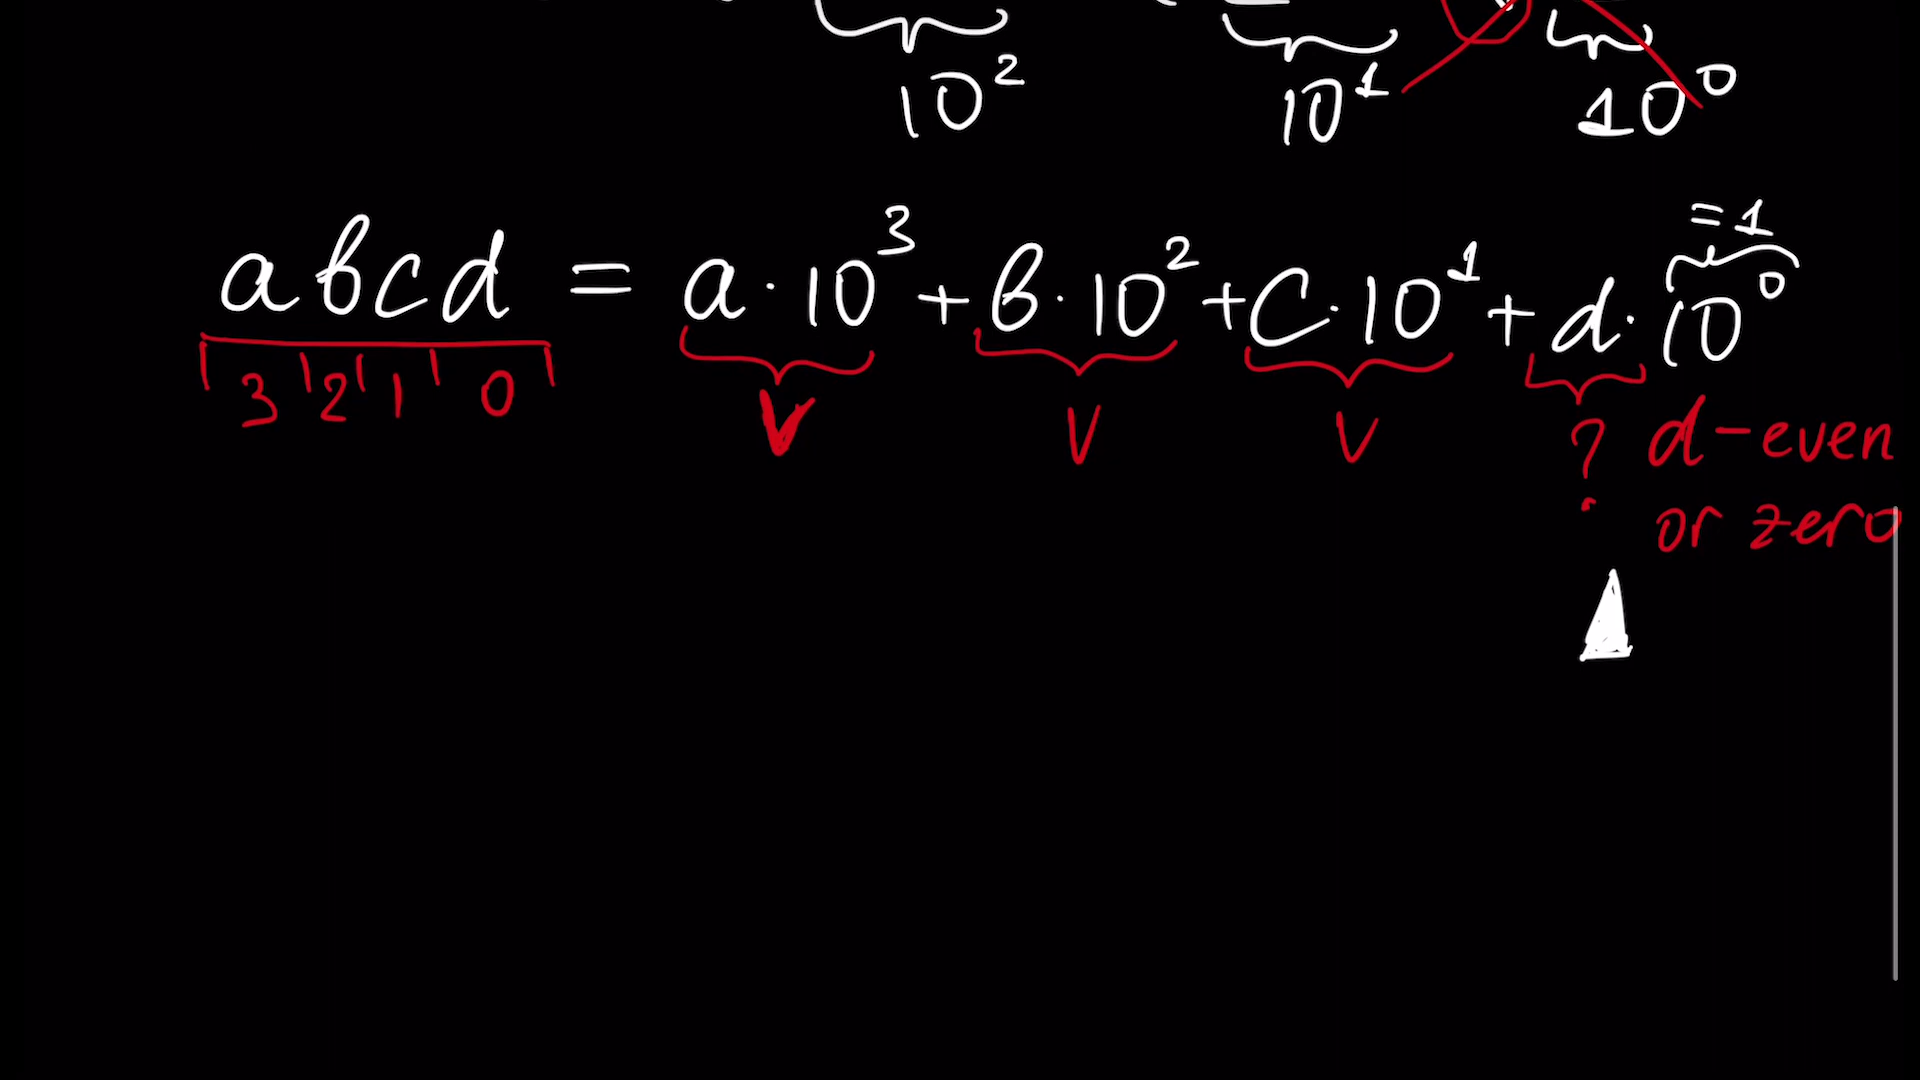 10² 10¹ 10⁰
= 1
abcd = a · 10³ + b · 10² + c · 10¹ + d · 10⁰
3 2 1 0 V V V ? d - even
or zero